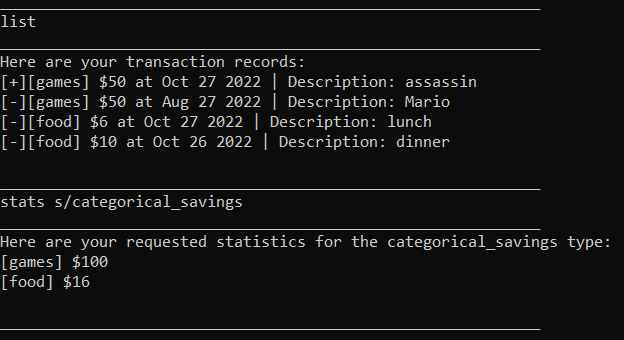 list
Here are your transaction records:
[+][games] $50 at Oct 27 2022 | Description: assassin
[-][games] $50 at Aug 27 2022 | Description: Mario
[-][food] $6 at Oct 27 2022 | Description: lunch
[-][food] $10 at Oct 26 2022 | Description: dinner
stats s/categorical_savings
Here are your requested statistics for the categorical_savings type:
[games] $100
[food] $16